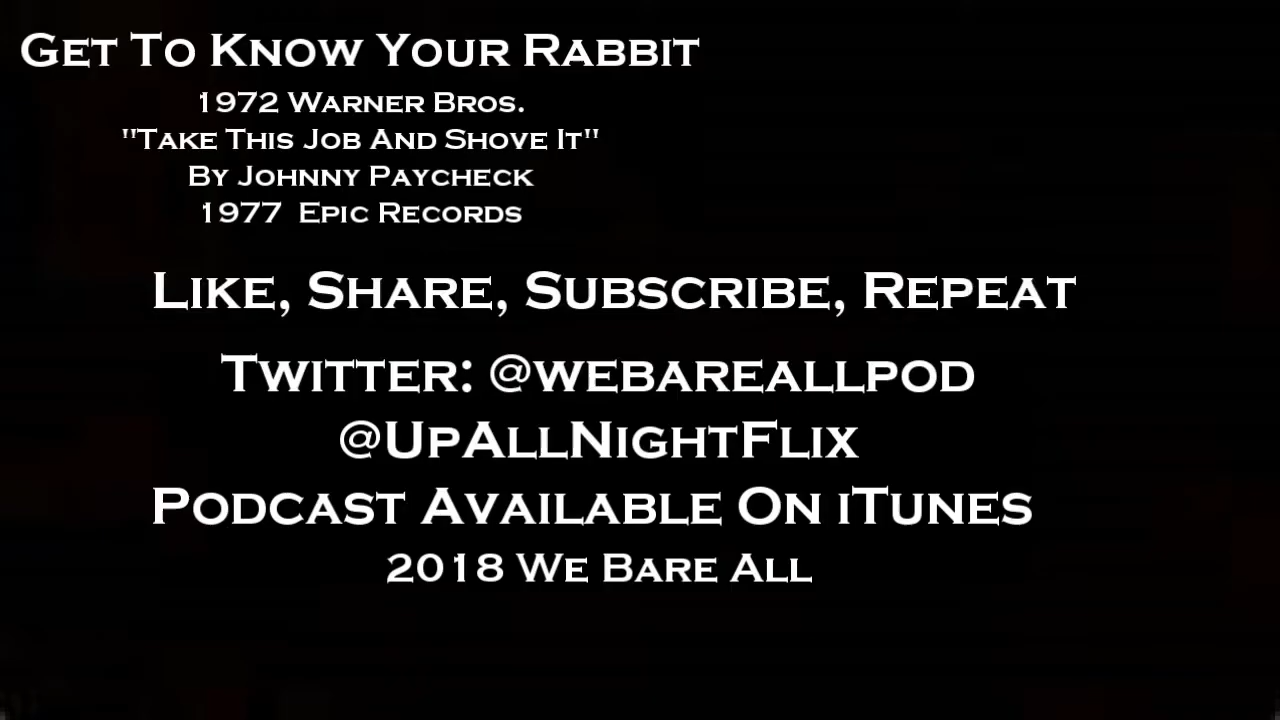 Get To Know Your Rabbit
1972 Warner Bros.
"Take This Job And Shove It"
By Johnny Paycheck
1977 Epic Records
Like, Share, Subscribe, Repeat
Twitter: @webareallpod
@UpAllNightFlix
Podcast Available On iTunes
2018 We Bare All